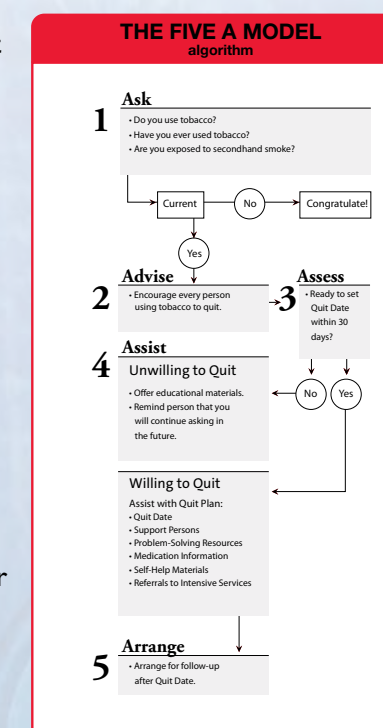 THE FIVE A MODEL
algorithm
1
Ask
• Do you use tobacco?
• Have you ever used tobacco?
• Are you exposed to secondhand smoke?
Current
No
Congratulate!
Yes
2
Advise
• Encourage every person
using tobacco to quit.
3
Assess
• Ready to set
Quit Date
within 30
days?
No
Yes
4
Assist
Unwilling to Quit
• Offer educational materials.
• Remind person that you
will continue asking in
the future.
Willing to Quit
Assist with Quit Plan:
• Quit Date
• Support Persons
• Problem-Solving Resources
• Medication Information
• Self-Help Materials
• Referrals to Intensive Services
5
Arrange
• Arrange for follow-up
after Quit Date.